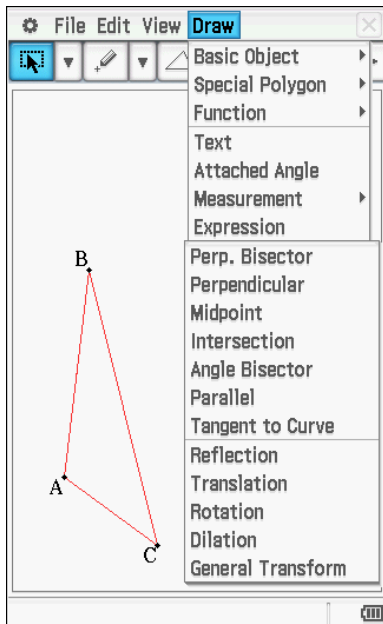 File Edit View Draw
Basic Object
Special Polygon
Function
Text
Attached Angle
Measurement
Expression
Perp. Bisector
Perpendicular
Midpoint
Intersection
Angle Bisector
Parallel
Tangent to Curve
Reflection
Translation
Rotation
Dilation
General Transform
B
A
C